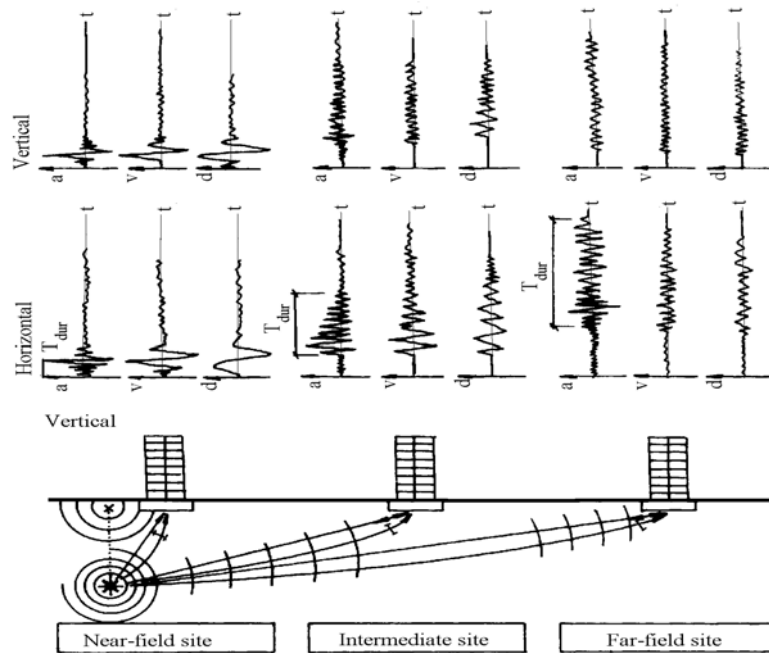 Vertical
t t t t t t t t t
a v d a v d a v d
Horizontal
t t t t t t t t t
T dur T dur T dur
a v d a v d a v d
Vertical
Near-field site Intermediate site Far-field site